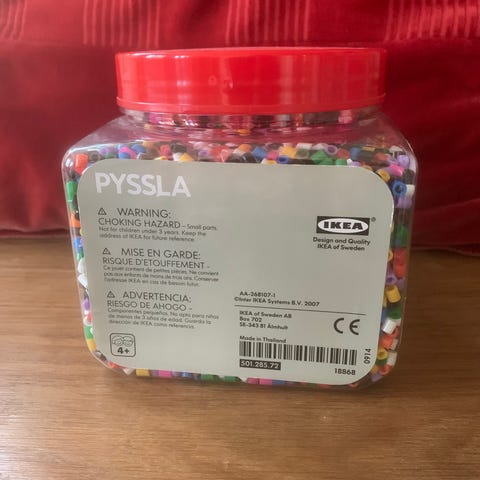 PYSSLA
WARNING:
CHOKING HAZARD - Small parts.
Not for children under 3 years. Keep the
address of IKEA for future reference.
MISE EN GARDE:
RISQUE D'ETOUFFEMENT -
Ce jouet contient de petites pièces. Ne convient
pas aux enfants de moins de trois ans. Conserver
l'adresse IKEA en cas de besoin.
ADVERTENCIA:
RIESGO DE AHOGO -
Componentes pequeños. No apto para niños
de menos de 3 años de edad. Guarda la
dirección de IKEA como referencia.
4+
IKEA
Design and Quality
IKEA of Sweden
AA-268107-1
©Inter IKEA Systems B.V. 2007
IKEA of Sweden AB
Box 702
SE-343 81 Älmhult
CE
Made in Thailand
501.285.72
18868
0914